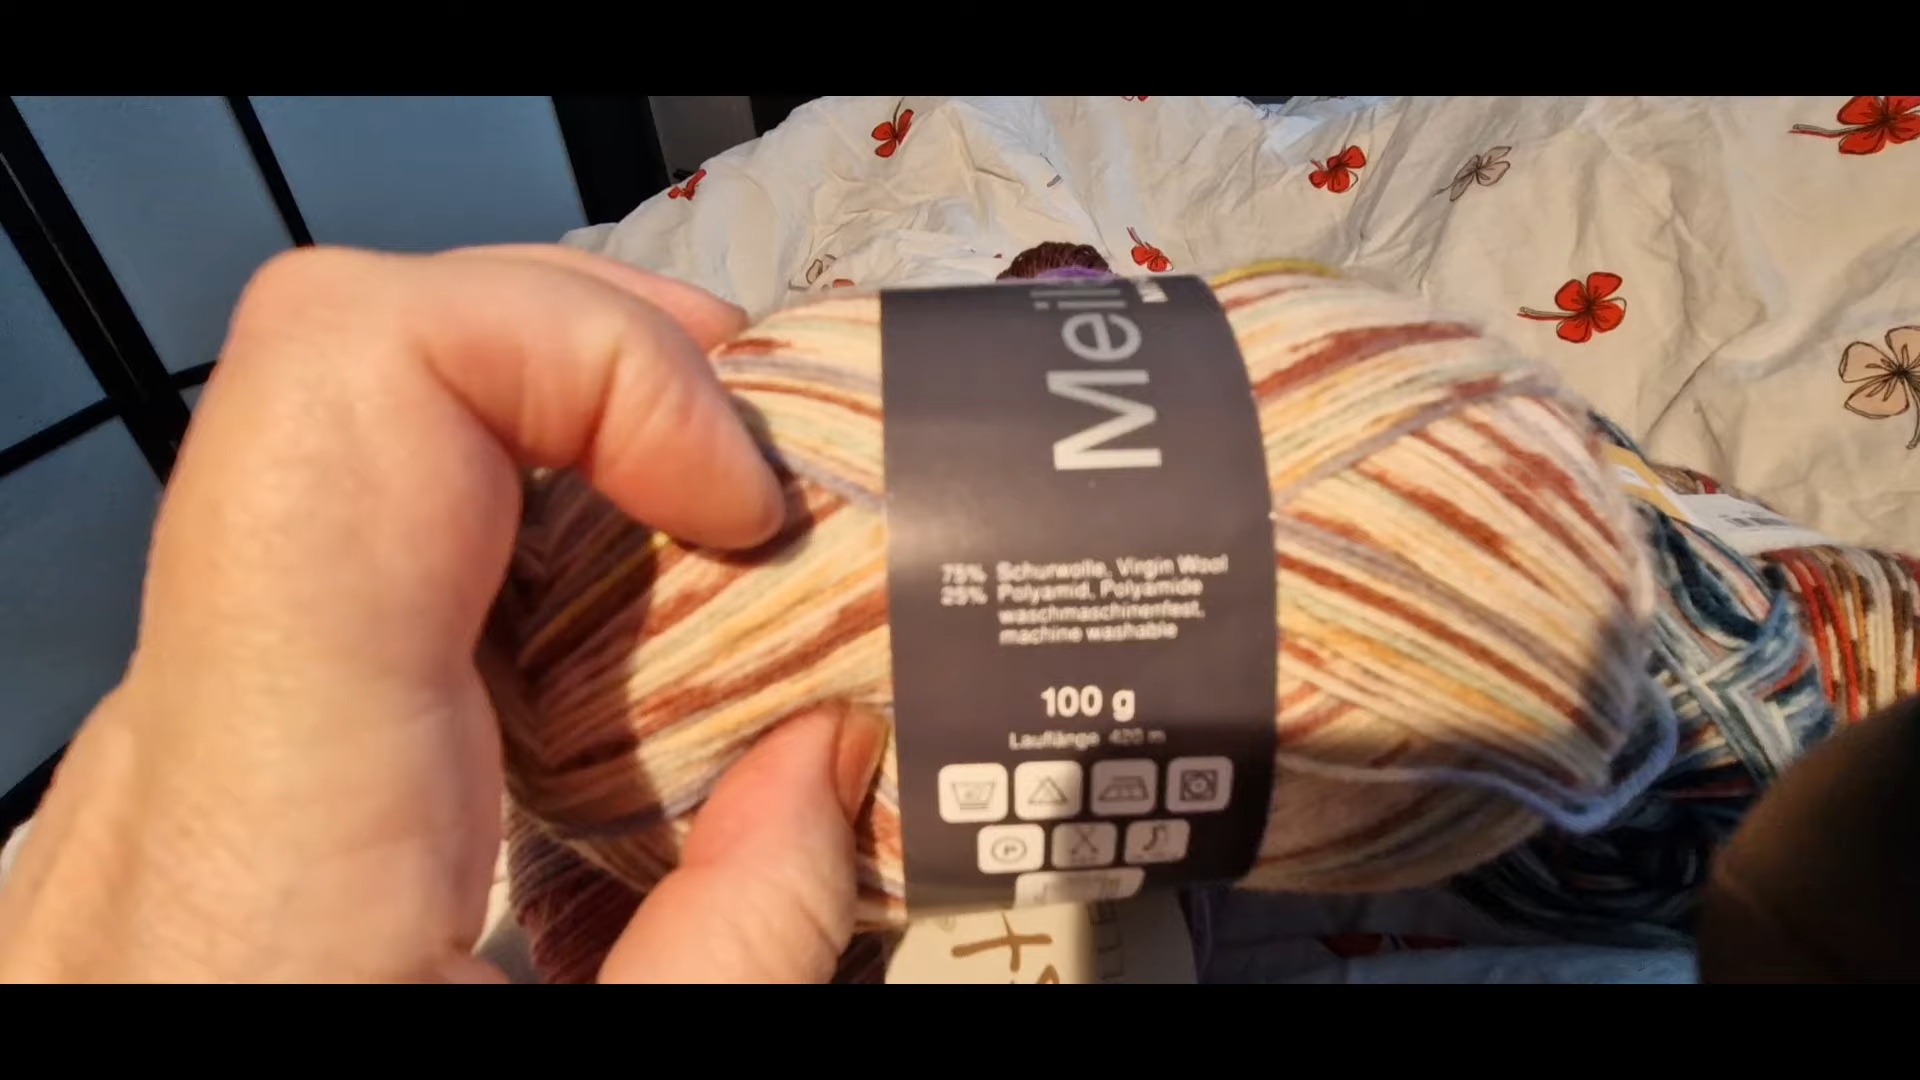 Meil
75% Schurwolle, Virgin Wool
25% Polyamid, Polyamide
waschmaschinenfest,
machine washable
100 g
Lauflänge 420 m
P